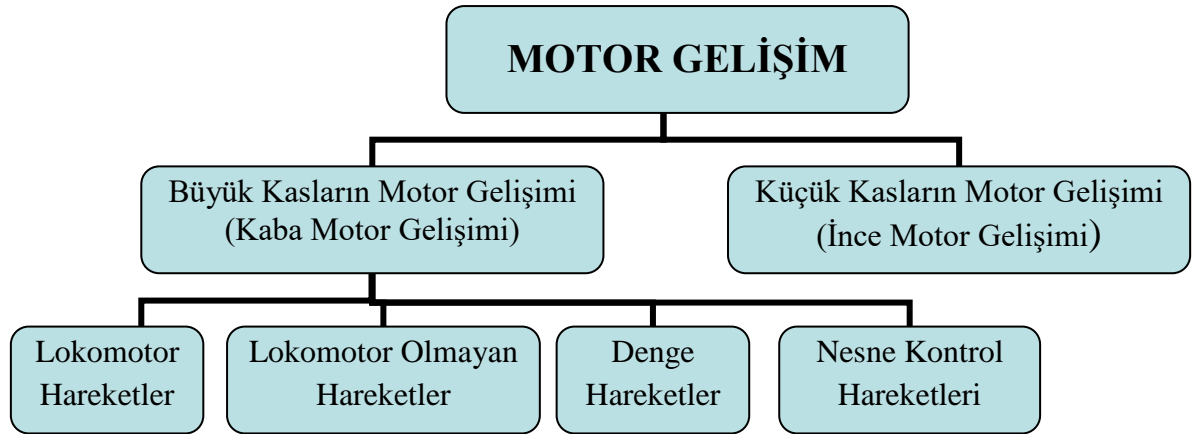 MOTOR GELİŞİM
Büyük Kasların Motor Gelişimi
(Kaba Motor Gelişimi)
Küçük Kasların Motor Gelişimi
(İnce Motor Gelişimi)
Lokomotor
Hareketler
Lokomotor Olmayan
Hareketler
Denge
Hareketler
Nesne Kontrol
Hareketleri